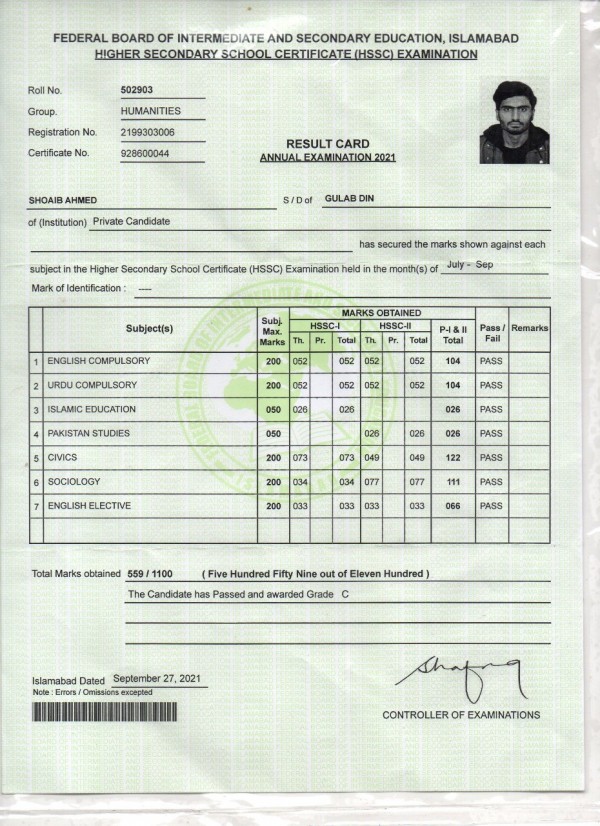 FEDERAL BOARD OF INTERMEDIATE AND SECONDARY EDUCATION, ISLAMABAD
HIGHER SECONDARY SCHOOL CERTIFICATE (HSSC) EXAMINATION
Roll No. 502903
Group. HUMANITIES
Registration No. 2199303006
Certificate No. 928600044
RESULT CARD
ANNUAL EXAMINATION 2021
SHOAIB AHMED S / D of GULAB DIN
of (Institution) Private Candidate
has secured the marks shown against each
subject in the Higher Secondary School Certificate (HSSC) Examination held in the month(s) of July - Sep
Mark of Identification : ----
Subject(s) Subj. Max. Marks MARKS OBTAINED Pass / Fail Remarks
HSSC-I HSSC-II P-I & II Total
Th. Pr. Total Th. Pr. Total
1 ENGLISH COMPULSORY 200 052 052 052 052 104 PASS
2 URDU COMPULSORY 200 052 052 052 052 104 PASS
3 ISLAMIC EDUCATION 050 026 026 026 PASS
4 PAKISTAN STUDIES 050 026 026 026 PASS
5 CIVICS 200 073 073 049 049 122 PASS
6 SOCIOLOGY 200 034 034 077 077 111 PASS
7 ENGLISH ELECTIVE 200 033 033 033 033 066 PASS
Total Marks obtained 559 / 1100 ( Five Hundred Fifty Nine out of Eleven Hundred )
The Candidate has Passed and awarded Grade C
Islamabad Dated September 27, 2021
Note : Errors / Omissions excepted
CONTROLLER OF EXAMINATIONS